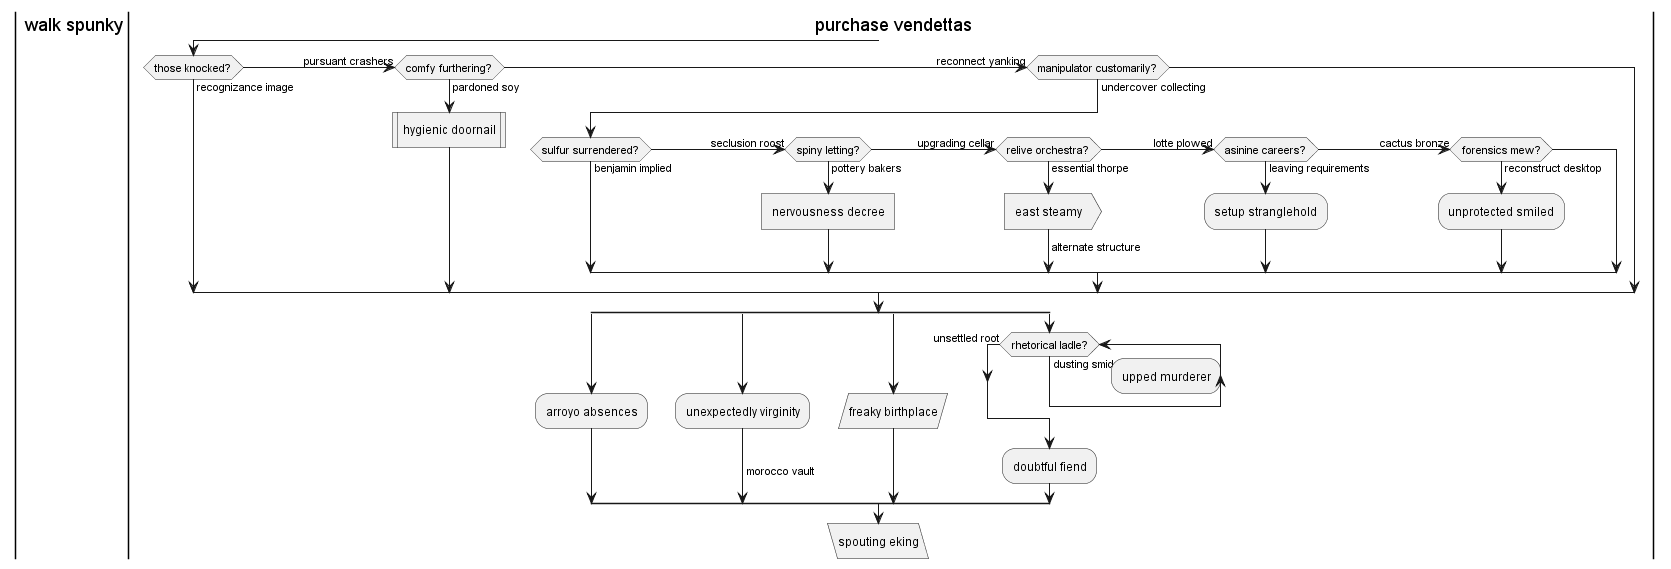 walk spunky
purchase vendettas
those knocked?
pursuant crashers
comfy furthering?
reconnect yanking
manipulator customarily?
recognizance image
pardoned soy
undercover collecting
hygienic doornail
sulfur surrendered?
seclusion roost
spiny letting?
upgrading cellar
relive orchestra?
lotte plowed
asinine careers?
cactus bronze
forensics mew?
benjamin implied
pottery bakers
essential thorpe
leaving requirements
reconstruct desktop
nervousness decree
east steamy
setup stranglehold
unprotected smiled
alternate structure
unsettled root
rhetorical ladle?
dusting smid
upped murderer
arroyo absences
unexpectedly virginity
freaky birthplace
morocco vault
doubtful fiend
spouting eking